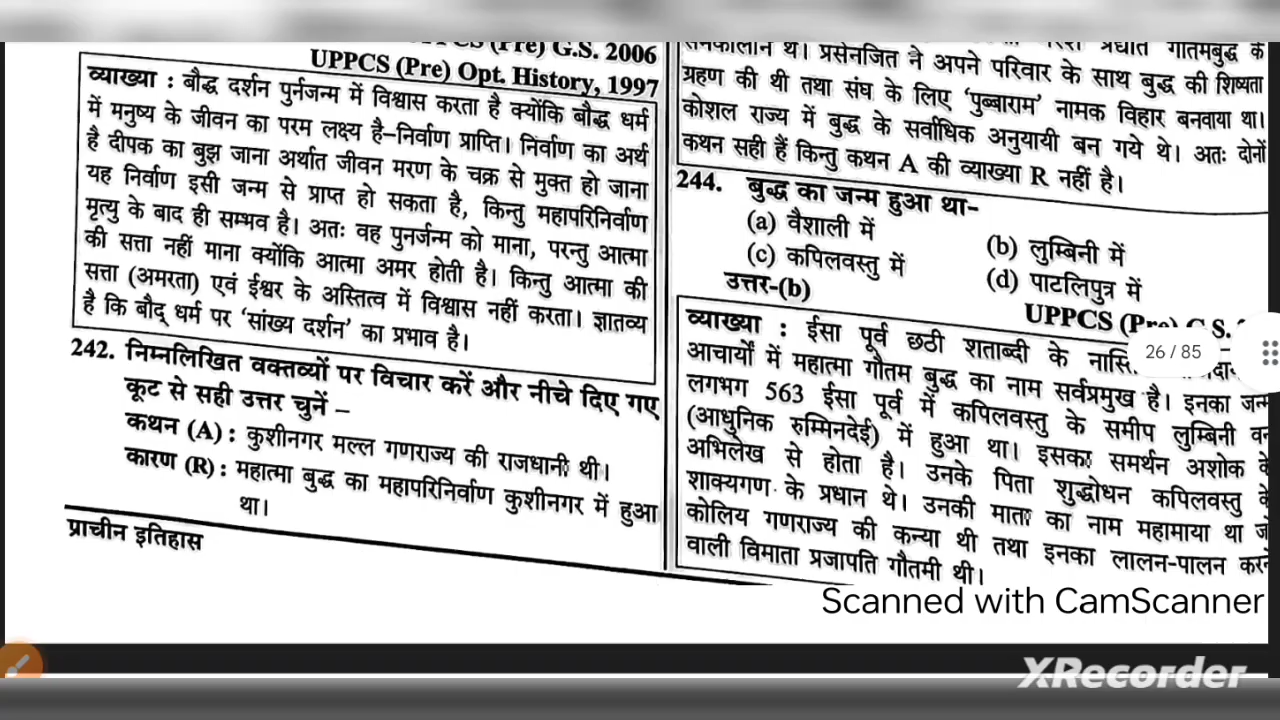 UPPCS (Pre) G.S. 2006
UPPCS (Pre) Opt. History, 1997
व्याख्या : बौद्ध दर्शन पुर्नजन्म में विश्वास करता है क्योंकि बौद्ध धर्म
में मनुष्य के जीवन का परम लक्ष्य है–निर्वाण प्राप्ति। निर्वाण का अर्थ
है दीपक का बुझ जाना अर्थात जीवन मरण के चक्र से मुक्त हो जाना
यह निर्वाण इसी जन्म से प्राप्त हो सकता है, किन्तु महापरिनिर्वाण
मृत्यु के बाद ही सम्भव है। अतः वह पुनर्जन्म को माना, परन्तु आत्मा
की सत्ता नहीं माना क्योंकि आत्मा अमर होती है। किन्तु आत्मा की
सत्ता (अमरता) एवं ईश्वर के अस्तित्व में विश्वास नहीं करता। ज्ञातव्य
है कि बौद् धर्म पर ‘सांख्य दर्शन’ का प्रभाव है।
242. निम्नलिखित वक्तव्यों पर विचार करें और नीचे दिए गए
कूट से सही उत्तर चुनें –
कथन (A) : कुशीनगर मल्ल गणराज्य की राजधानी थी।
कारण (R) : महात्मा बुद्ध का महापरिनिर्वाण कुशीनगर में हुआ
था।
प्राचीन इतिहास
समकालीन थे। प्रसेनजित ने अपने परिवार के साथ बुद्ध की शिष्यता
ग्रहण की थी तथा संघ के लिए ‘पुब्बाराम’ नामक विहार बनवाया था।
कोशल राज्य में बुद्ध के सर्वाधिक अनुयायी बन गये थे। अतः दोनों
कथन सही हैं किन्तु कथन A की व्याख्या R नहीं है।
244. बुद्ध का जन्म हुआ था-
(a) वैशाली में
(b) लुम्बिनी में
(c) कपिलवस्तु में
(d) पाटलिपुत्र में
उत्तर-(b)
UPPCS (Pre) G.S.
व्याख्या : ईसा पूर्व छठी शताब्दी के
आचार्यों में महात्मा गौतम बुद्ध का नाम सर्वप्रमुख है। इनका जन्म
लगभग 563 ईसा पूर्व में कपिलवस्तु के समीप लुम्बिनी वन
(आधुनिक रुम्मिनदेई) में हुआ था। इसका समर्थन अशोक के
अभिलेख से होता है। उनके पिता शुद्धोधन कपिलवस्तु के
शाक्यगण के प्रधान थे। उनकी माता का नाम महामाया था
कोलिय गणराज्य की कन्या थी तथा इनका लालन-पालन करने
वाली विमाता प्रजापति गौतमी थी।
26 / 85
Scanned with CamScanner
XRecorder